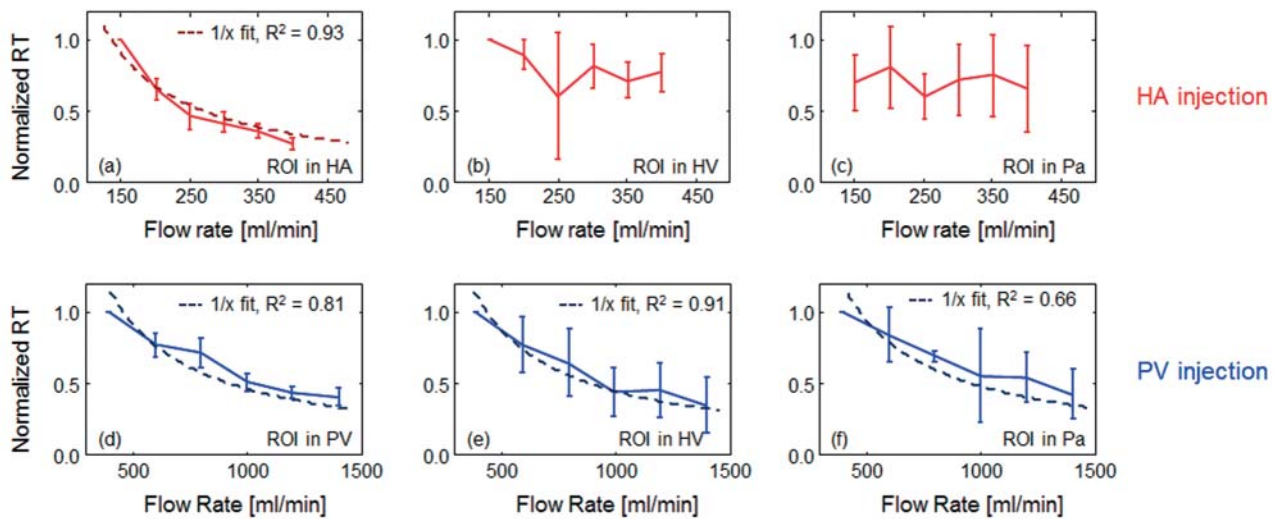 Normalized RT
1.0
0.5
0.0
1/x fit, R² = 0.93
(a)
ROI in HA
150 250 350 450
Flow rate [ml/min]
1.0
0.5
0.0
(b)
ROI in HV
150 250 350 450
Flow rate [ml/min]
1.0
0.5
0.0
(c)
ROI in Pa
150 250 350 450
Flow rate [ml/min]
HA injection
Normalized RT
1.0
0.5
0.0
1/x fit, R² = 0.81
(d)
ROI in PV
500 1000 1500
Flow Rate [ml/min]
1.0
0.5
0.0
1/x fit, R² = 0.91
(e)
ROI in HV
500 1000 1500
Flow Rate [ml/min]
1.0
0.5
0.0
1/x fit, R² = 0.66
(f)
ROI in Pa
500 1000 1500
Flow Rate [ml/min]
PV injection